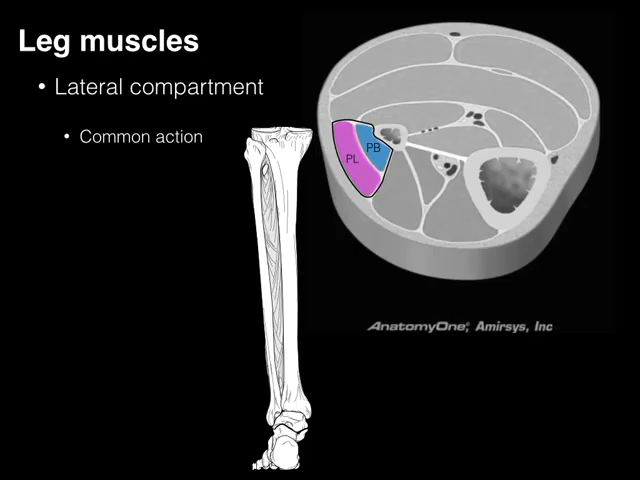 Leg muscles
• Lateral compartment
• Common action
PL
PB
AnatomyOne, Amirsys, Inc